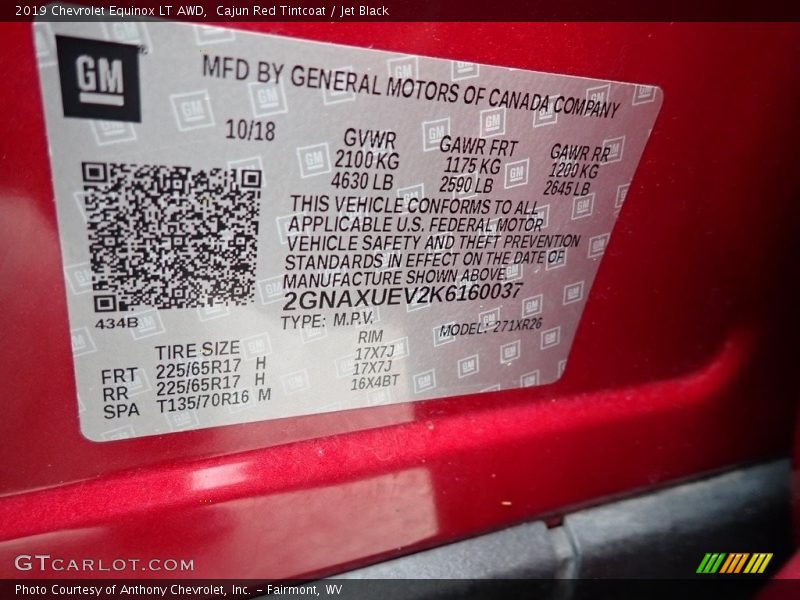 2019 Chevrolet Equinox LT AWD,  Cajun Red Tintcoat / Jet Black
GM
MFD BY GENERAL MOTORS OF CANADA COMPANY
10/18
GVWR GAWR FRT GAWR RR
2100 KG 1175 KG 1200 KG
4630 LB 2590 LB 2645 LB
THIS VEHICLE CONFORMS TO ALL
APPLICABLE U.S. FEDERAL MOTOR
VEHICLE SAFETY AND THEFT PREVENTION
STANDARDS IN EFFECT ON THE DATE OF
MANUFACTURE SHOWN ABOVE.
2GNAXUEV2K6160037
434B
TYPE: M.P.V. MODEL: 271XR26
TIRE SIZE RIM
FRT 225/65R17 H 17X7J
RR 225/65R17 H 17X7J
SPA T135/70R16 M 16X4BT
GTCARLOT.COM
Photo Courtesy of Anthony Chevrolet, Inc. – Fairmont, WV